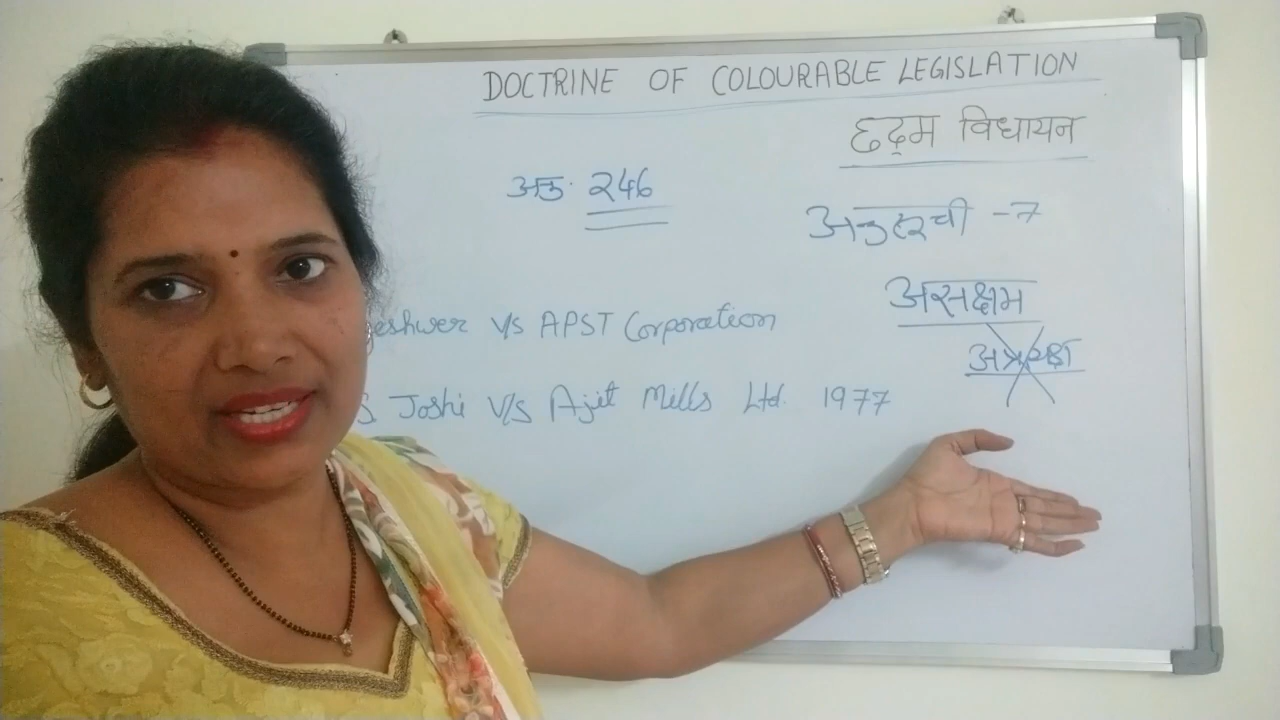 DOCTRINE OF COLOURABLE LEGISLATION
छद्म विधायन
अनु. 246
अनुसूची -7
असक्षम
eshwer v/s APST Corporation
S Joshi v/s Ajit Mills Ltd. 1977